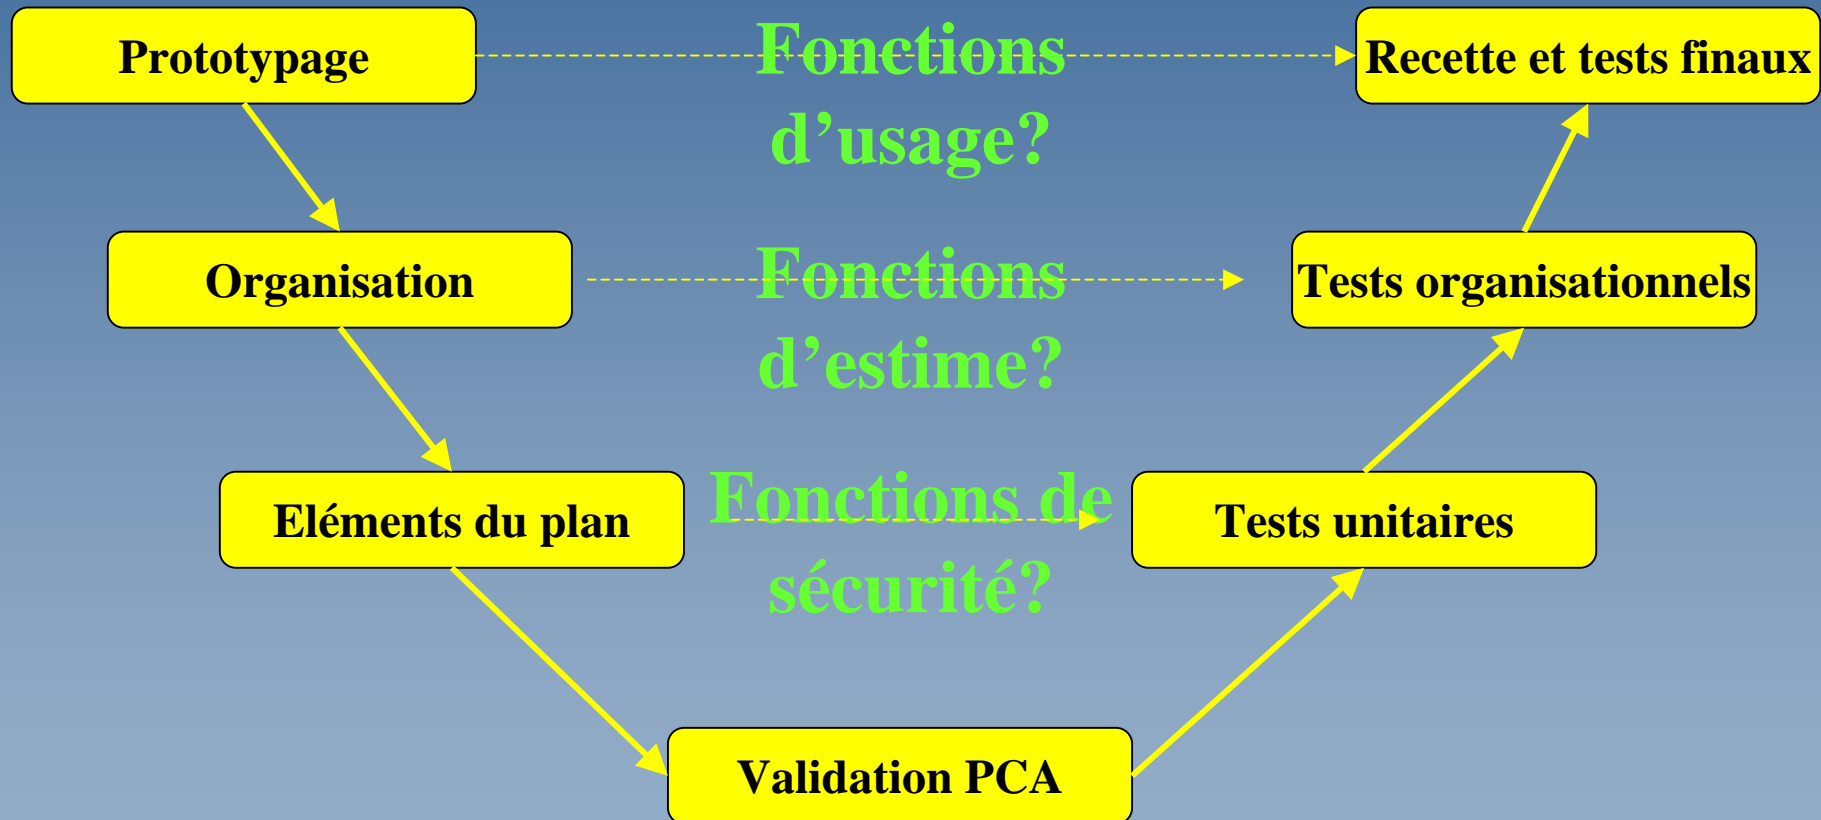 Prototypage
Fonctions
d’usage?
Recette et tests finaux
Organisation
Fonctions
d’estime?
Tests organisationnels
Eléments du plan
Fonctions de
sécurité?
Tests unitaires
Validation PCA